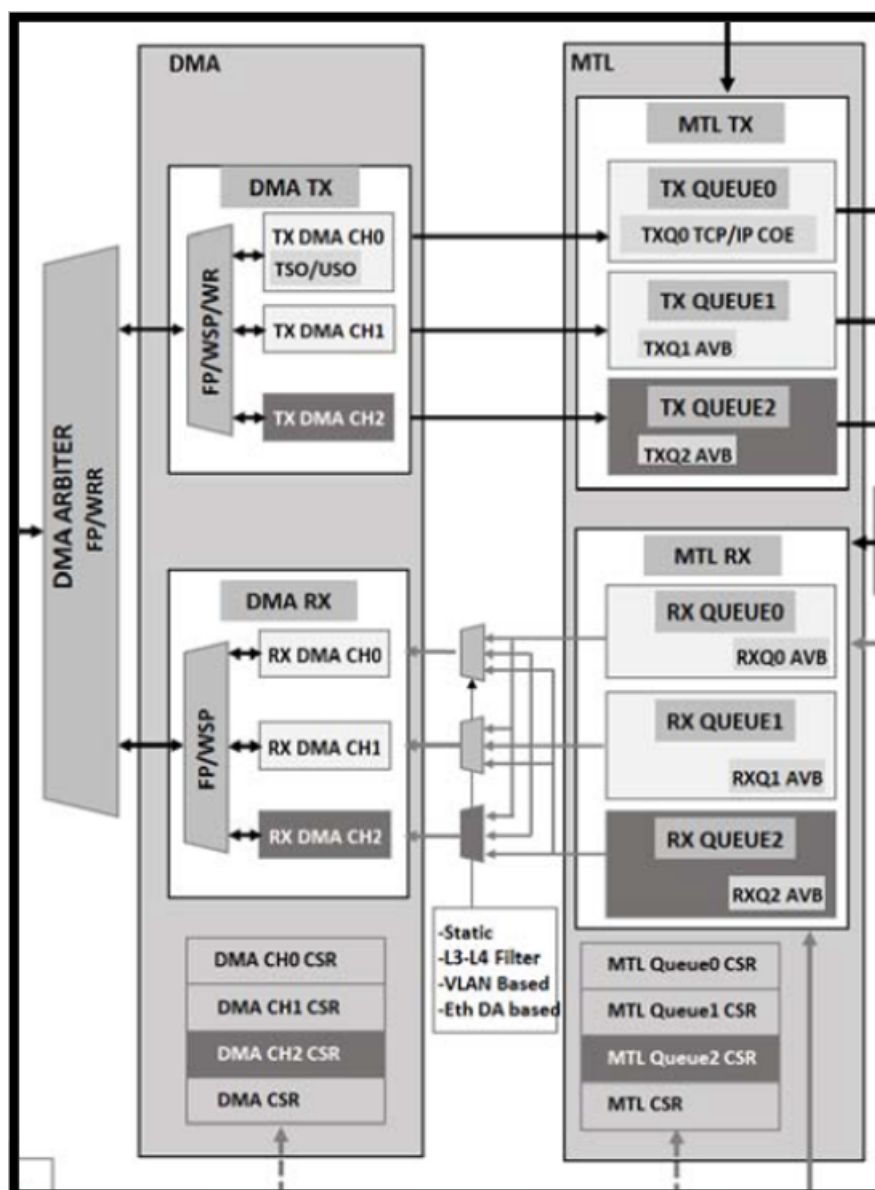 DMA
MTL
MTL TX
DMA TX
TX QUEUE0
TXQ0 TCP/IP COE
TX DMA CH0
TSO/USO
TX QUEUE1
TXQ1 AVB
TX DMA CH1
FP/WSP/WR
TX QUEUE2
TXQ2 AVB
TX DMA CH2
DMA ARBITER
FP/WRR
MTL RX
DMA RX
RX QUEUE0
RXQ0 AVB
RX DMA CH0
RX QUEUE1
RXQ1 AVB
RX DMA CH1
FP/WSP
RX QUEUE2
RXQ2 AVB
RX DMA CH2
-Static
-L3-L4 Filter
-VLAN Based
-Eth DA based
DMA CH0 CSR
DMA CH1 CSR
DMA CH2 CSR
DMA CSR
MTL Queue0 CSR
MTL Queue1 CSR
MTL Queue2 CSR
MTL CSR